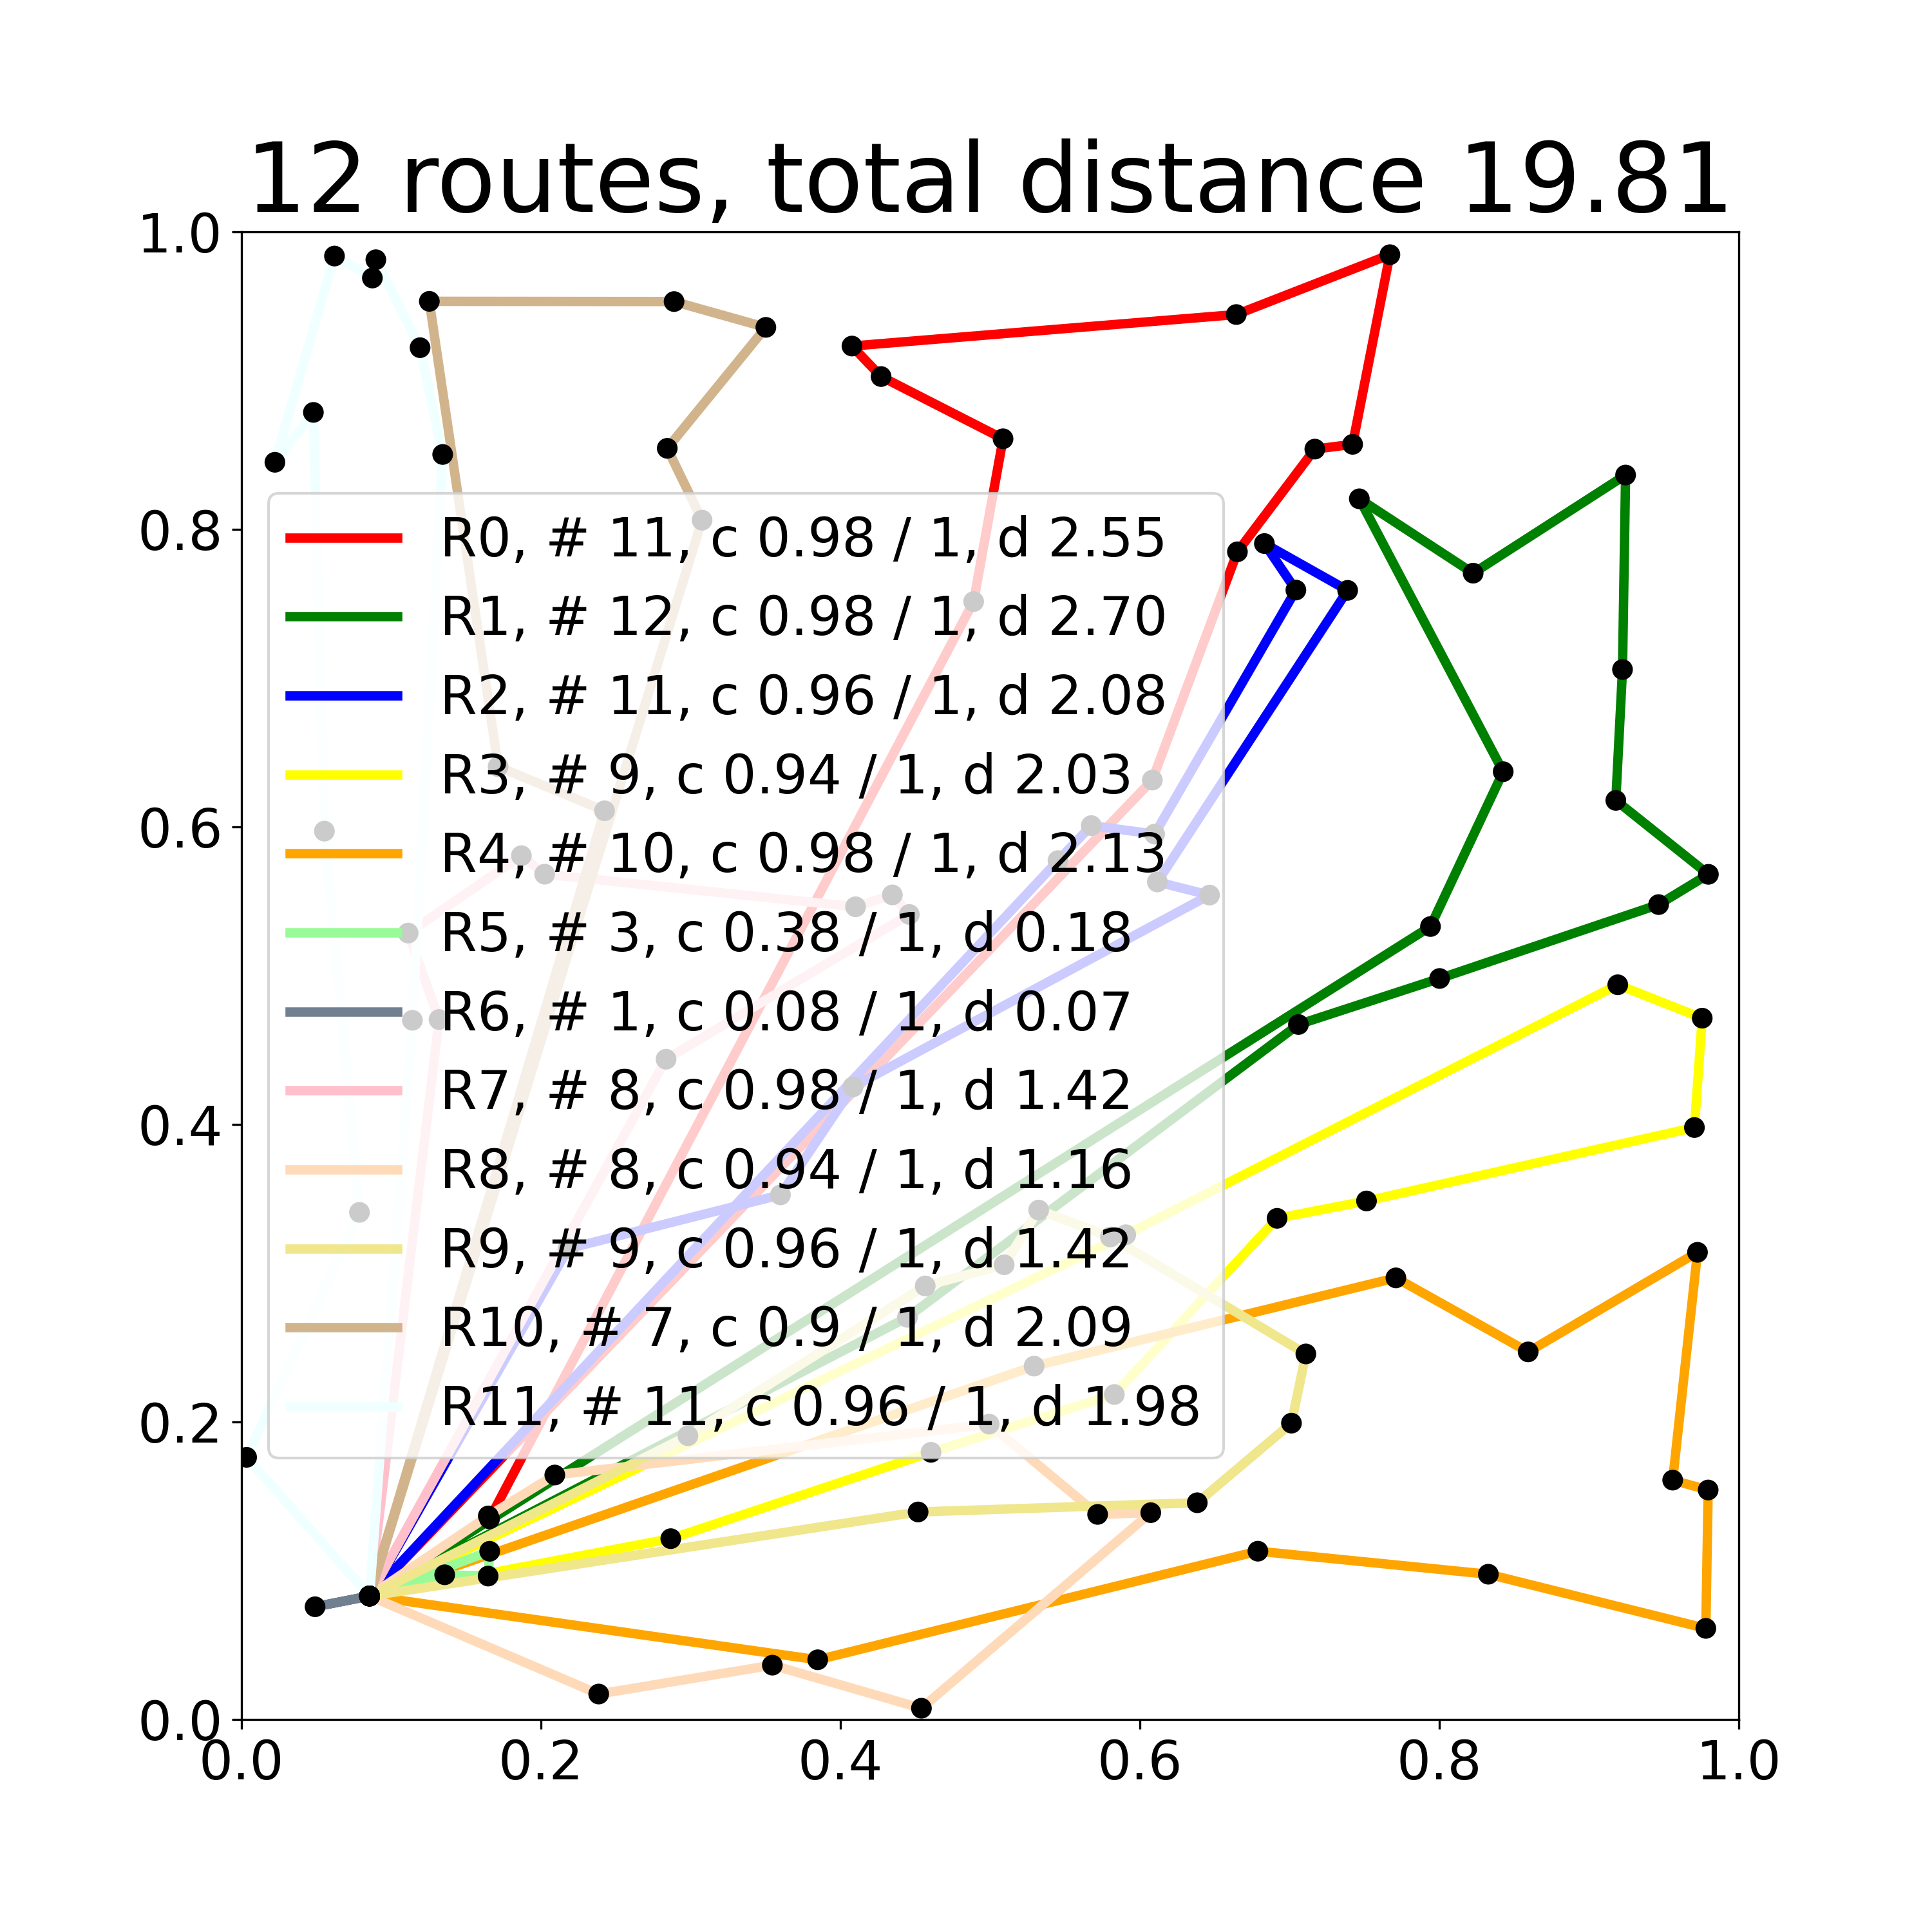 12 routes, total distance 19.81
1.0
0.8
0.6
0.4
0.2
0.0
R0, # 11, c 0.98 / 1, d 2.55
R1, # 12, c 0.98 / 1, d 2.70
R2, # 11, c 0.96 / 1, d 2.08
R3, # 9, c 0.94 / 1, d 2.03
R4, # 10, c 0.98 / 1, d 2.13
R5, # 3, c 0.38 / 1, d 0.18
R6, # 1, c 0.08 / 1, d 0.07
R7, # 8, c 0.98 / 1, d 1.42
R8, # 8, c 0.94 / 1, d 1.16
R9, # 9, c 0.96 / 1, d 1.42
R10, # 7, c 0.9 / 1, d 2.09
R11, # 11, c 0.96 / 1, d 1.98
0.0 0.2 0.4 0.6 0.8 1.0